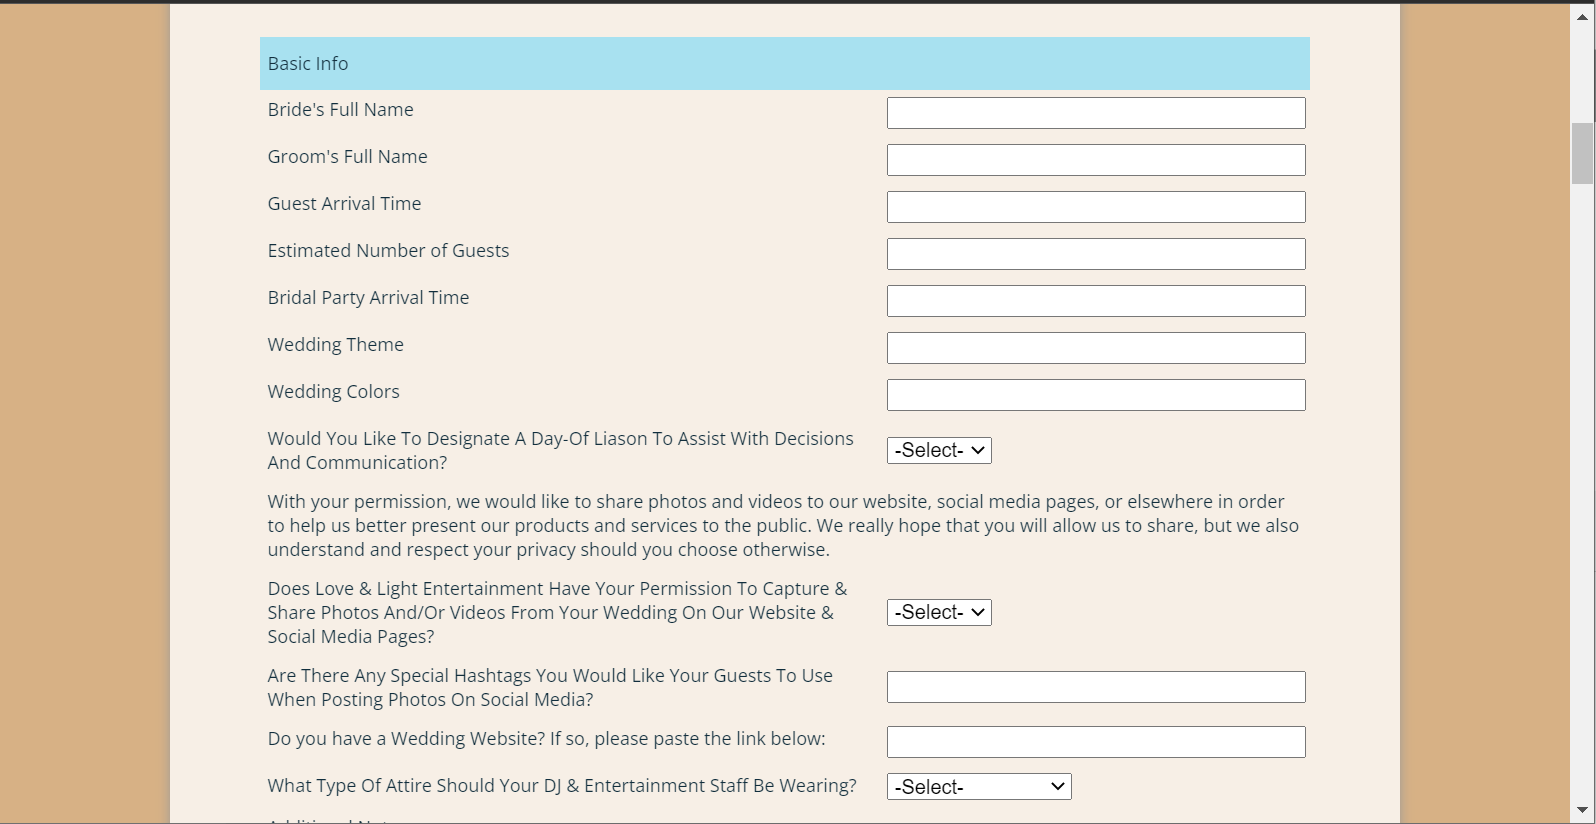 Basic Info
Bride's Full Name
Groom's Full Name
Guest Arrival Time
Estimated Number of Guests
Bridal Party Arrival Time
Wedding Theme
Wedding Colors
Would You Like To Designate A Day-Of Liason To Assist With Decisions
And Communication?
-Select-
With your permission, we would like to share photos and videos to our website, social media pages, or elsewhere in order
to help us better present our products and services to the public. We really hope that you will allow us to share, but we also
understand and respect your privacy should you choose otherwise.
Does Love & Light Entertainment Have Your Permission To Capture &
Share Photos And/Or Videos From Your Wedding On Our Website &
Social Media Pages?
-Select-
Are There Any Special Hashtags You Would Like Your Guests To Use
When Posting Photos On Social Media?
Do you have a Wedding Website? If so, please paste the link below:
What Type Of Attire Should Your DJ & Entertainment Staff Be Wearing?
-Select-